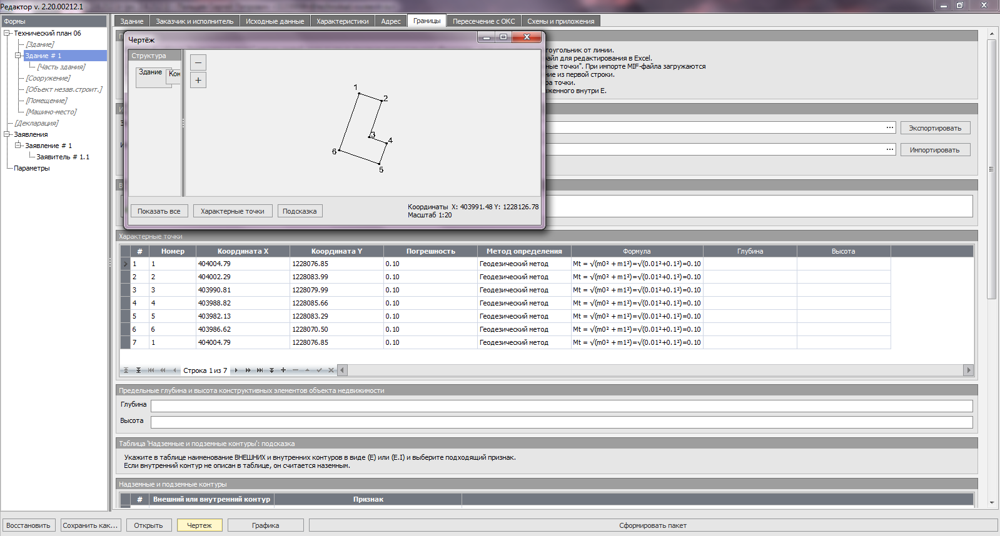 Редактор v. 2.20.00212.1
Формы
Технический план 06
[Здание]
Здание # 1
[Часть здания]
[Сооружение]
[Объект незав.строит.]
[Помещение]
[Машино-место]
[Декларация]
Заявления
Заявление # 1
Заявитель # 1.1
Параметры
Здание Заказчик и исполнитель Исходные данные Характеристики Адрес Границы Пересечение с ОКС Схемы и приложения
Чертёж
Структура
Здание
Кон
1
2
3
4
5
6
Показать все Характерные точки Подсказка
Координаты X: 403991.48 Y: 1228126.78
Масштаб 1:20
гоугольник от линии.
айл для редактирования в Excel.
ные точки". При импорте MIF-файла загружаются
ние из первой строки.
ра точки.
оженного внутри E.
... Экспортировать
... Импортировать
Характерные точки
# Номер Координата X Координата Y Погрешность Метод определения Формула Глубина Высота
1 1 404004.79 1228076.85 0.10 Геодезический метод Mt = √(m0² + m1²)=√(0.01²+0.1²)=0.10
2 2 404002.29 1228083.99 0.10 Геодезический метод Mt = √(m0² + m1²)=√(0.01²+0.1²)=0.10
3 3 403990.81 1228079.99 0.10 Геодезический метод Mt = √(m0² + m1²)=√(0.01²+0.1²)=0.10
4 4 403988.82 1228085.66 0.10 Геодезический метод Mt = √(m0² + m1²)=√(0.01²+0.1²)=0.10
5 5 403982.13 1228083.29 0.10 Геодезический метод Mt = √(m0² + m1²)=√(0.01²+0.1²)=0.10
6 6 403986.62 1228070.50 0.10 Геодезический метод Mt = √(m0² + m1²)=√(0.01²+0.1²)=0.10
7 1 404004.79 1228076.85 0.10 Геодезический метод Mt = √(m0² + m1²)=√(0.01²+0.1²)=0.10
Строка 1 из 7
Предельные глубина и высота конструктивных элементов объекта недвижимости
Глубина
Высота
Таблица 'Надземные и подземные контуры': подсказка
Укажите в таблице наименование ВНЕШНИХ и внутренних контуров в виде (E) или (E.I) и выберите подходящий признак.
Если внутренний контур не описан в таблице, он считается наземным.
Надземные и подземные контуры
# Внешний или внутренний контур Признак
Восстановить Сохранить как... Открыть Чертеж Графика Сформировать пакет